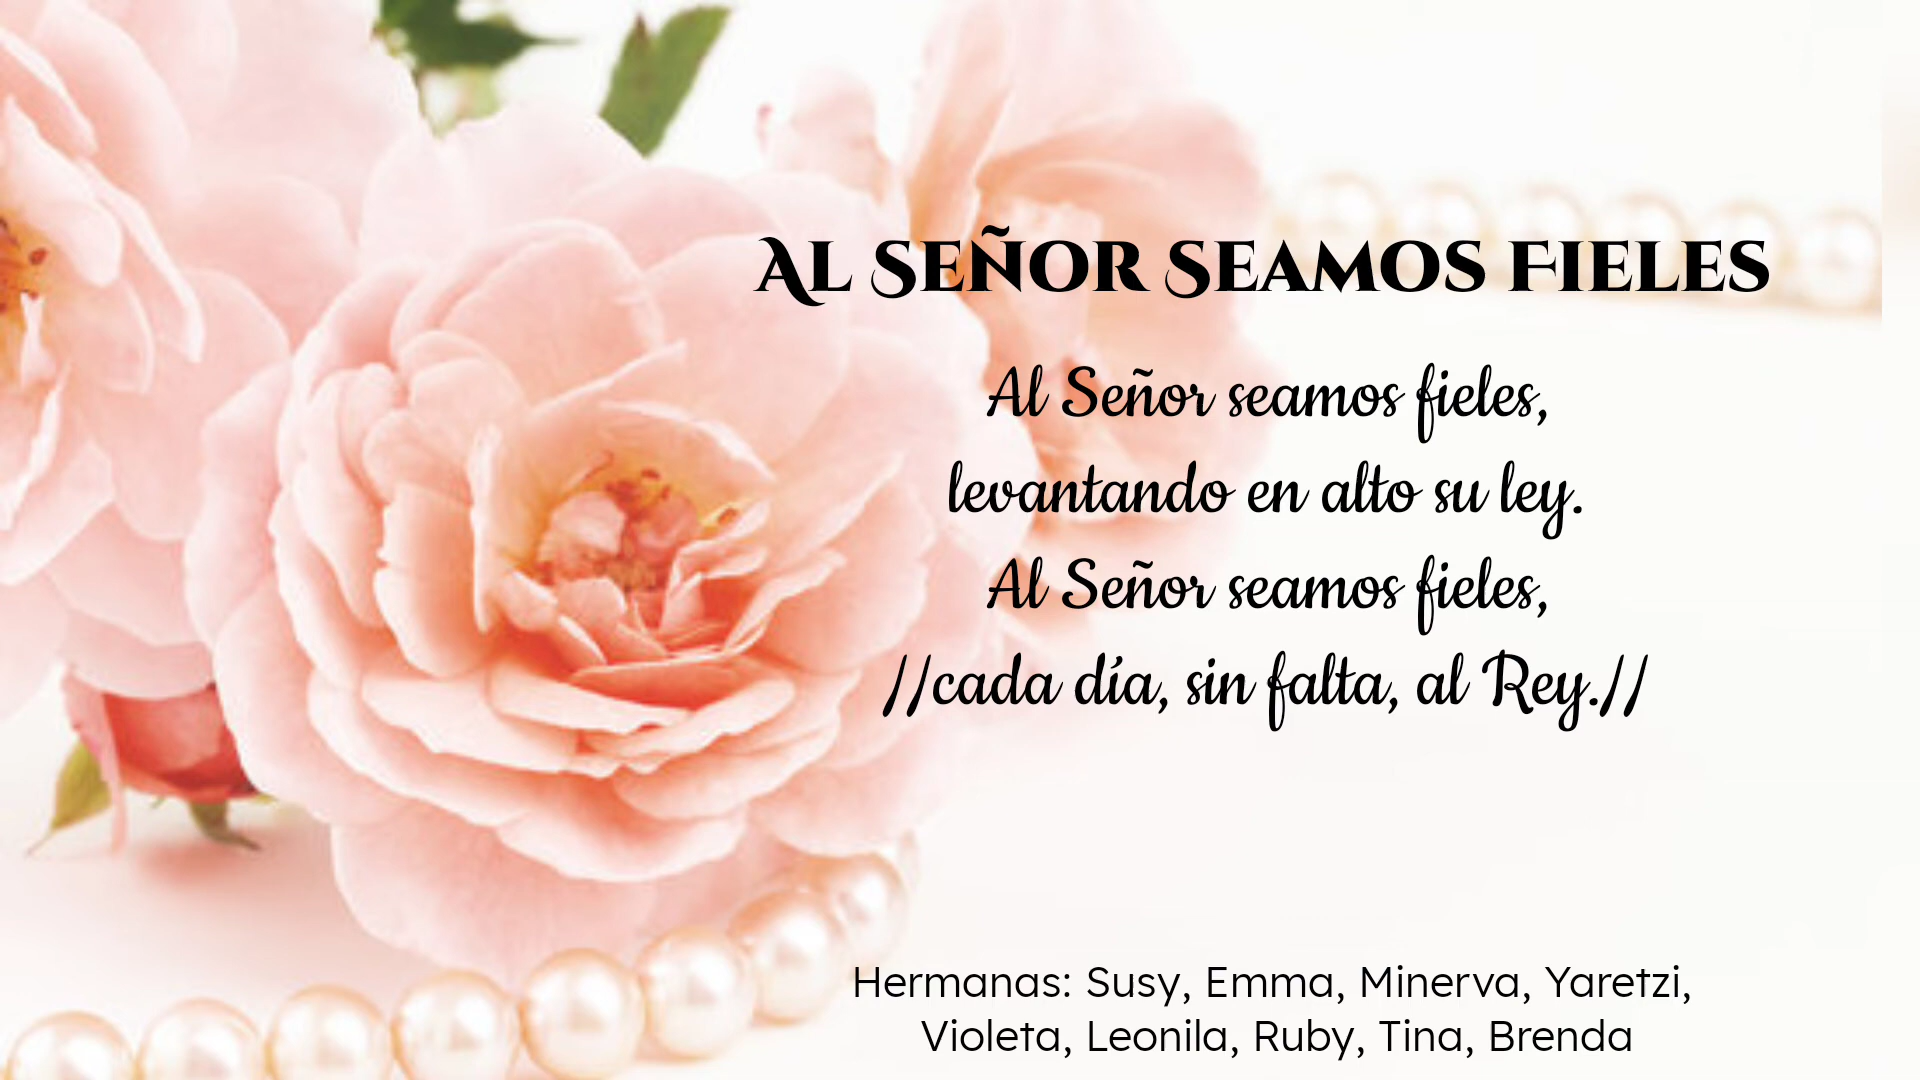 Al Señor Seamos Fieles
Al Señor seamos fieles,
levantando en alto su ley.
Al Señor seamos fieles,
//cada día, sin falta, al Rey.//
Hermanas: Susy, Emma, Minerva, Yaretzi,
Violeta, Leonila, Ruby, Tina, Brenda